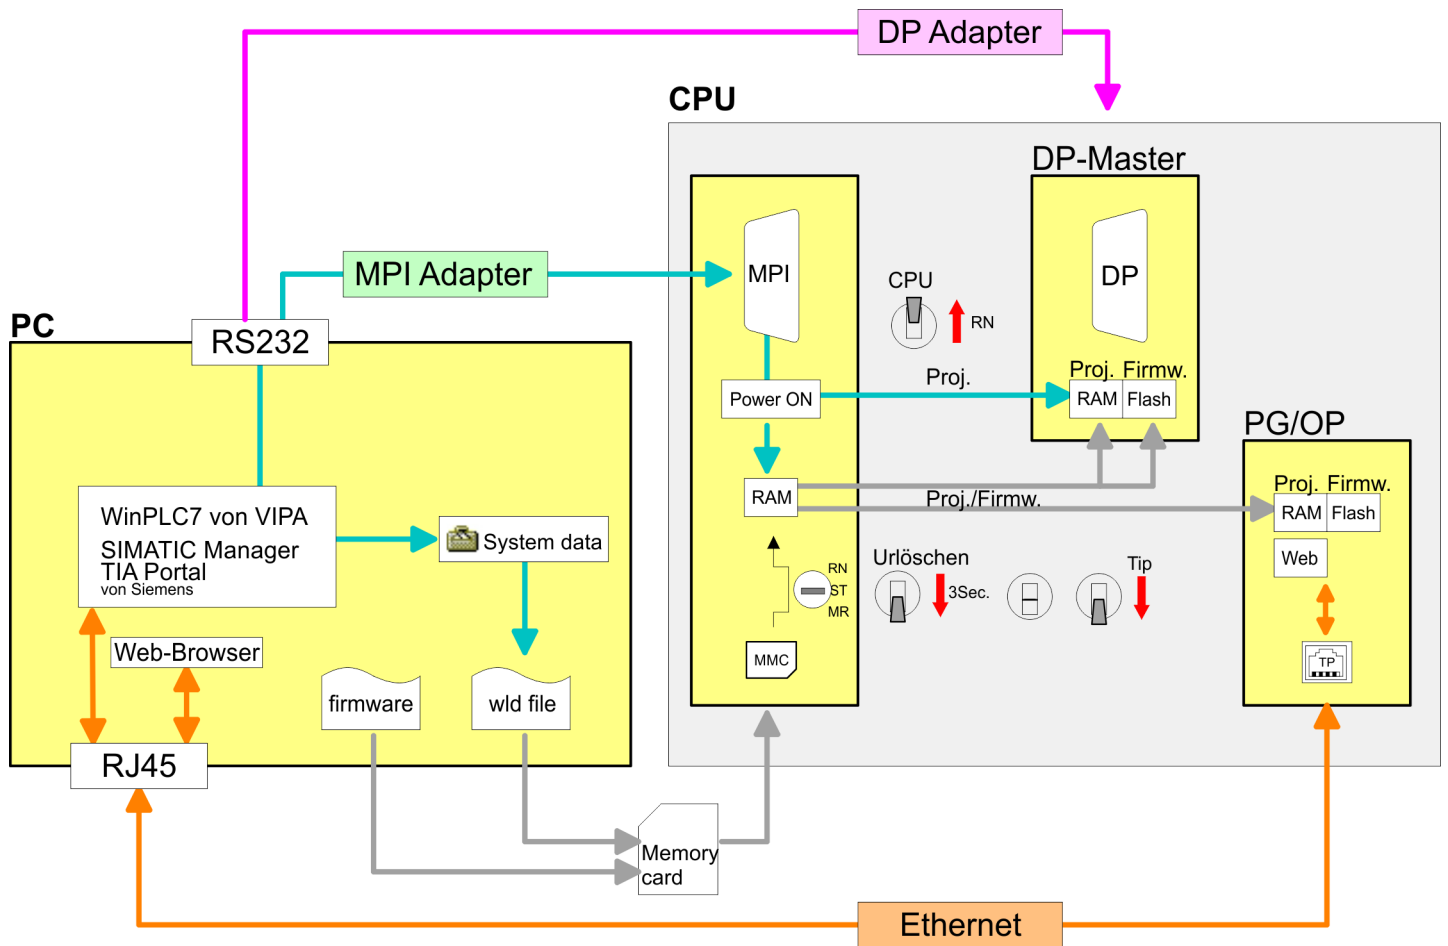 DP Adapter
CPU
DP-Master
MPI Adapter
MPI
CPU
RN
DP
PC
RS232
Power ON
Proj.
Proj. Firmw.
RAM Flash
PG/OP
WinPLC7 von VIPA
SIMATIC Manager
TIA Portal
von Siemens
System data
RAM
Proj./Firmw.
Proj. Firmw.
RAM Flash
Web
RN
ST
MR
Urlöschen
3Sec.
Tip
Web-Browser
firmware
wld file
MMC
TP
RJ45
Memory
card
Ethernet